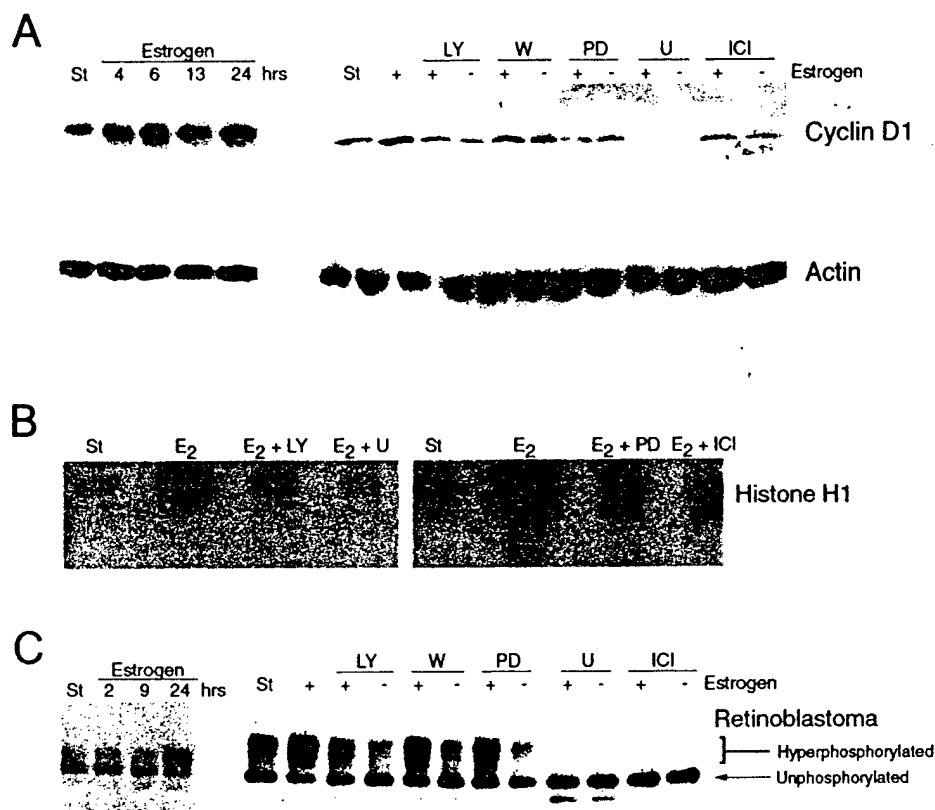 A
Estrogen
St 4 6 13 24 hrs
LY W PD U ICI
St + + - + - + - + - + - Estrogen
Cyclin D1
Actin
B
St E2 E2 + LY E2 + U St E2 E2 + PD E2 + ICI
Histone H1
C
Estrogen
St 2 9 24 hrs
LY W PD U ICI
St + + - + - + - + - + - Estrogen
Retinoblastoma
Hyperphosphorylated
Unphosphorylated